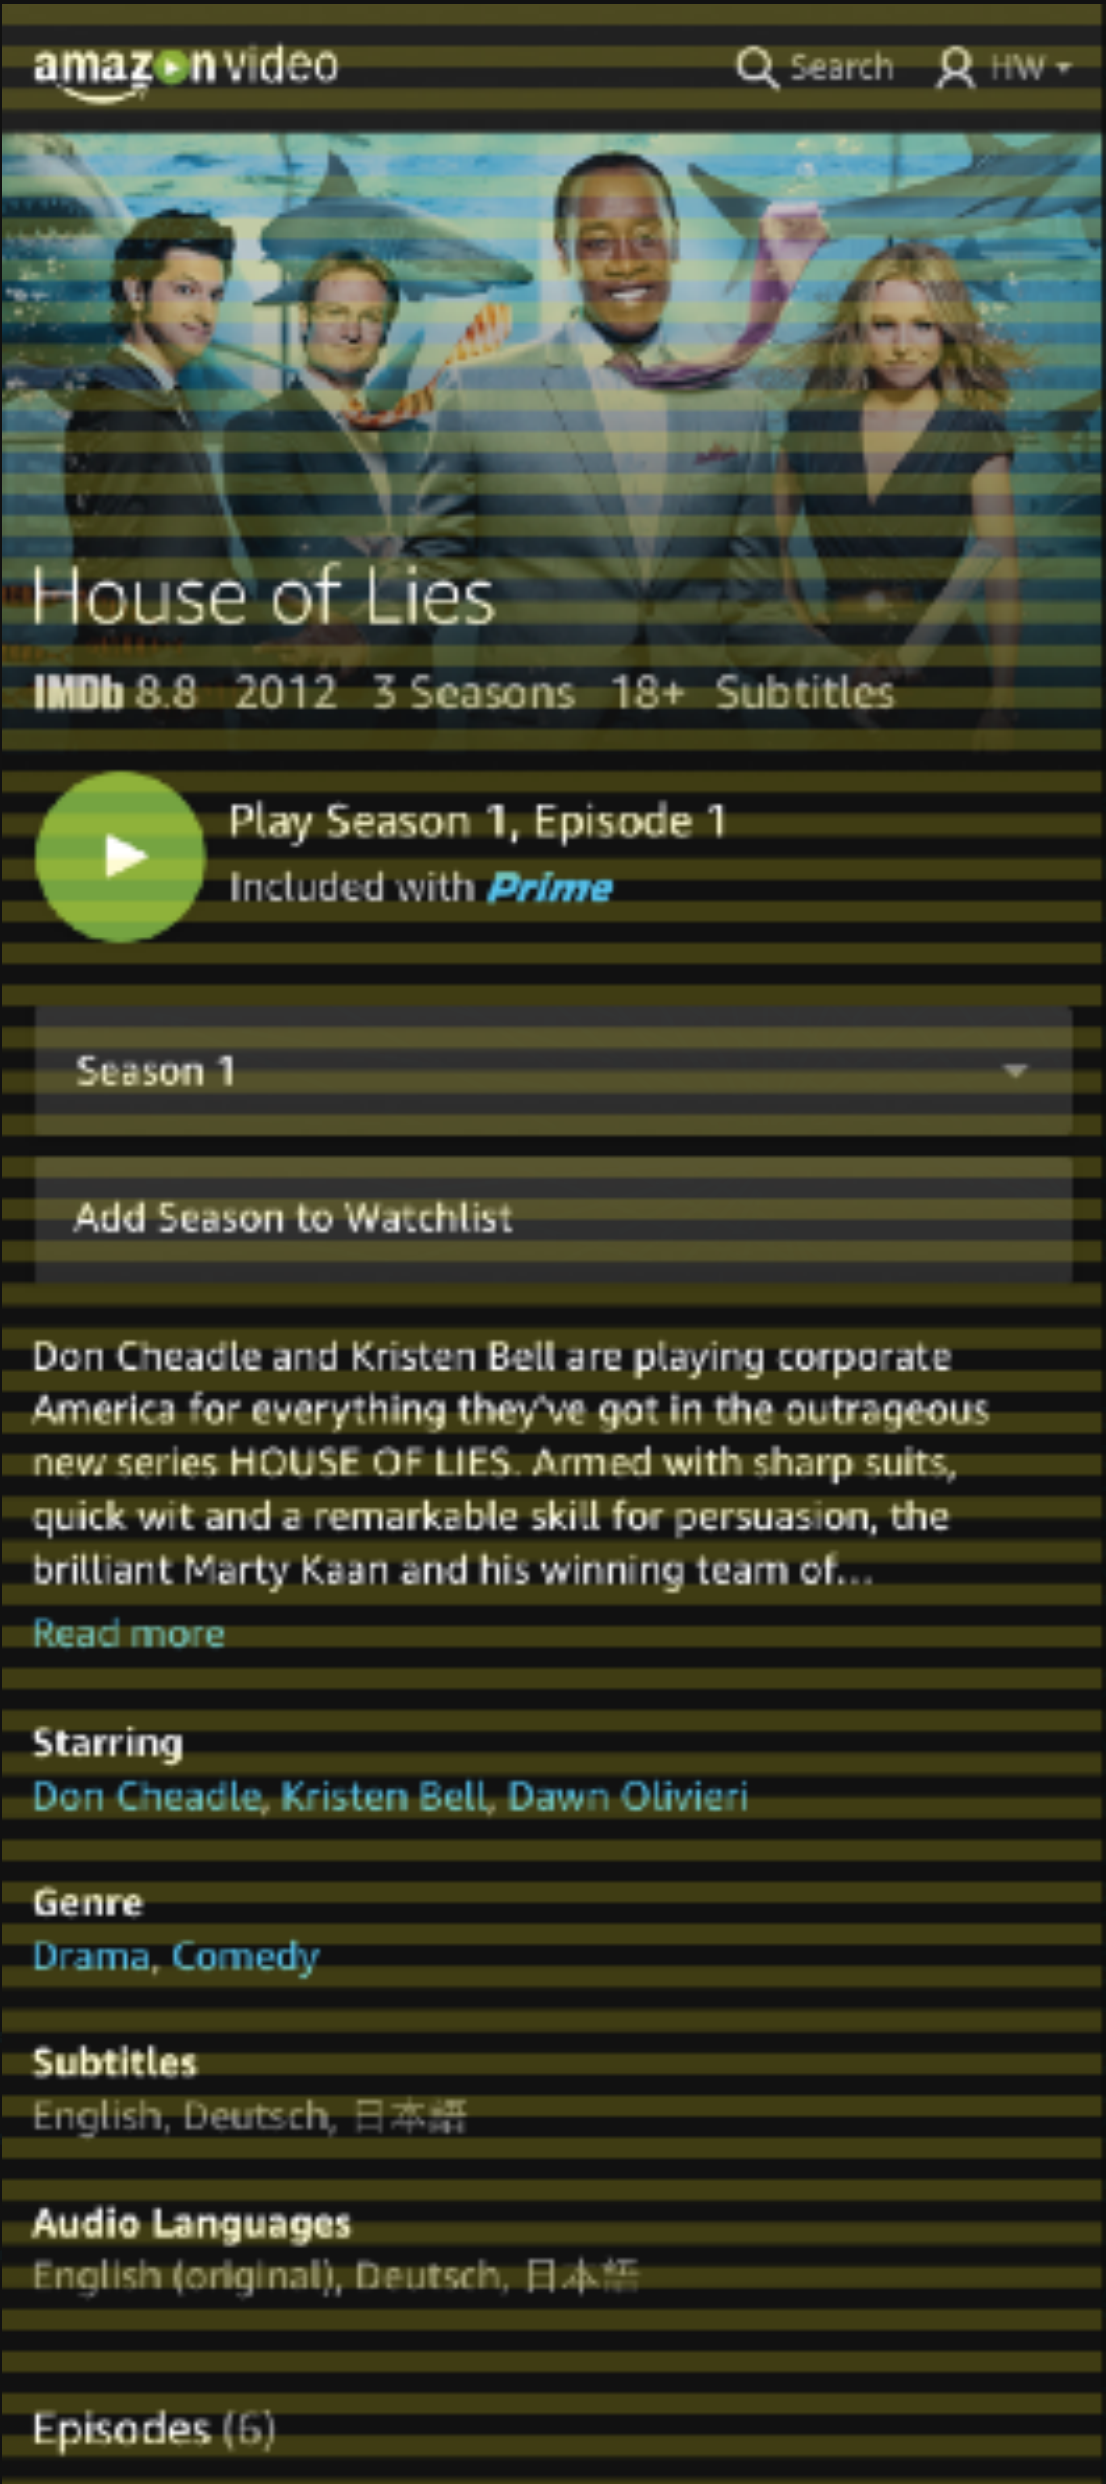 amazon video
Search
HW
House of Lies
IMDb 8.8 2012 3 Seasons 18+ Subtitles
Play Season 1, Episode 1
Included with Prime
Season 1
Add Season to Watchlist
Don Cheadle and Kristen Bell are playing corporate
America for everything they've got in the outrageous
new series HOUSE OF LIES. Armed with sharp suits,
quick wit and a remarkable skill for persuasion, the
brilliant Marty Kaan and his winning team of...
Read more
Starring
Don Cheadle, Kristen Bell, Dawn Olivieri
Genre
Drama, Comedy
Subtitles
English, Deutsch, 日本語
Audio Languages
English (original), Deutsch, 日本語
Episodes (6)